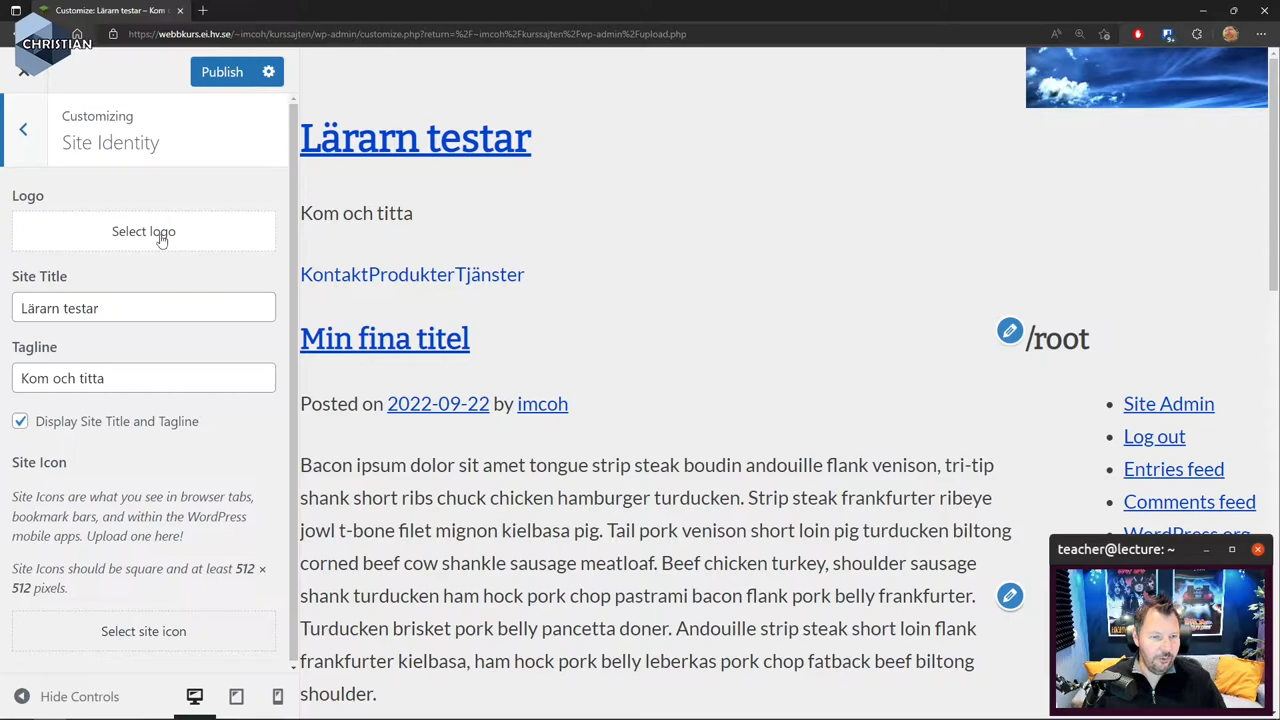 Customize: Lärarn testar – Kom oc
https://webbkurs.ei.hv.se/~imcoh/kurssajten/wp-admin/customize.php?return=%2F~imcoh%2Fkurssajten%2Fwp-admin%2Fupload.php
CHRISTIAN
Publish
Customizing
Site Identity
Logo
Select logo
Site Title
Lärarn testar
Tagline
Kom och titta
Display Site Title and Tagline
Site Icon
Site Icons are what you see in browser tabs,
bookmark bars, and within the WordPress
mobile apps. Upload one here!
Site Icons should be square and at least 512 ×
512 pixels.
Select site icon
Hide Controls
Lärarn testar
Kom och titta
KontaktProdukterTjänster
Min fina titel
Posted on 2022-09-22 by imcoh
Bacon ipsum dolor sit amet tongue strip steak boudin andouille flank venison, tri-tip
shank short ribs chuck chicken hamburger turducken. Strip steak frankfurter ribeye
jowl t-bone filet mignon kielbasa pig. Tail pork venison short loin pig turducken biltong
corned beef cow shankle sausage meatloaf. Beef chicken turkey, shoulder sausage
shank turducken ham hock pork chop pastrami bacon flank pork belly frankfurter.
Turducken brisket pork belly pancetta doner. Andouille strip steak short loin flank
frankfurter kielbasa, ham hock pork belly leberkas pork chop fatback beef biltong
shoulder.
/root
Site Admin
Log out
Entries feed
Comments feed
WordPress.org
teacher@lecture: ~